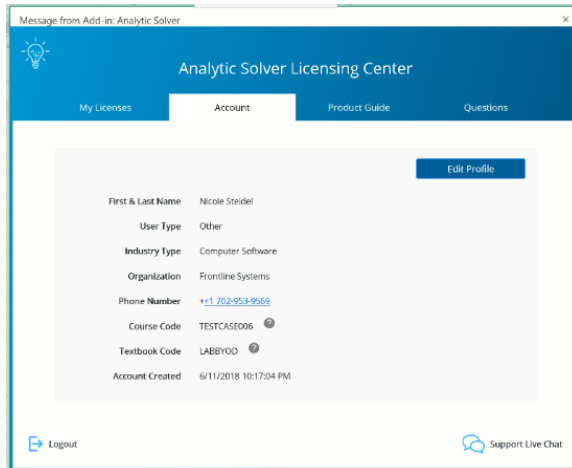 Message from Add-in: Analytic Solver
Analytic Solver Licensing Center
My Licenses Account Product Guide Questions
Edit Profile
First & Last Name Nicole Steidel
User Type Other
Industry Type Computer Software
Organization Frontline Systems
Phone Number ++1 702-953-9569
Course Code TESTCASE006
Textbook Code LABBYOD
Account Created 6/11/2018 10:17:04 PM
Logout Support Live Chat